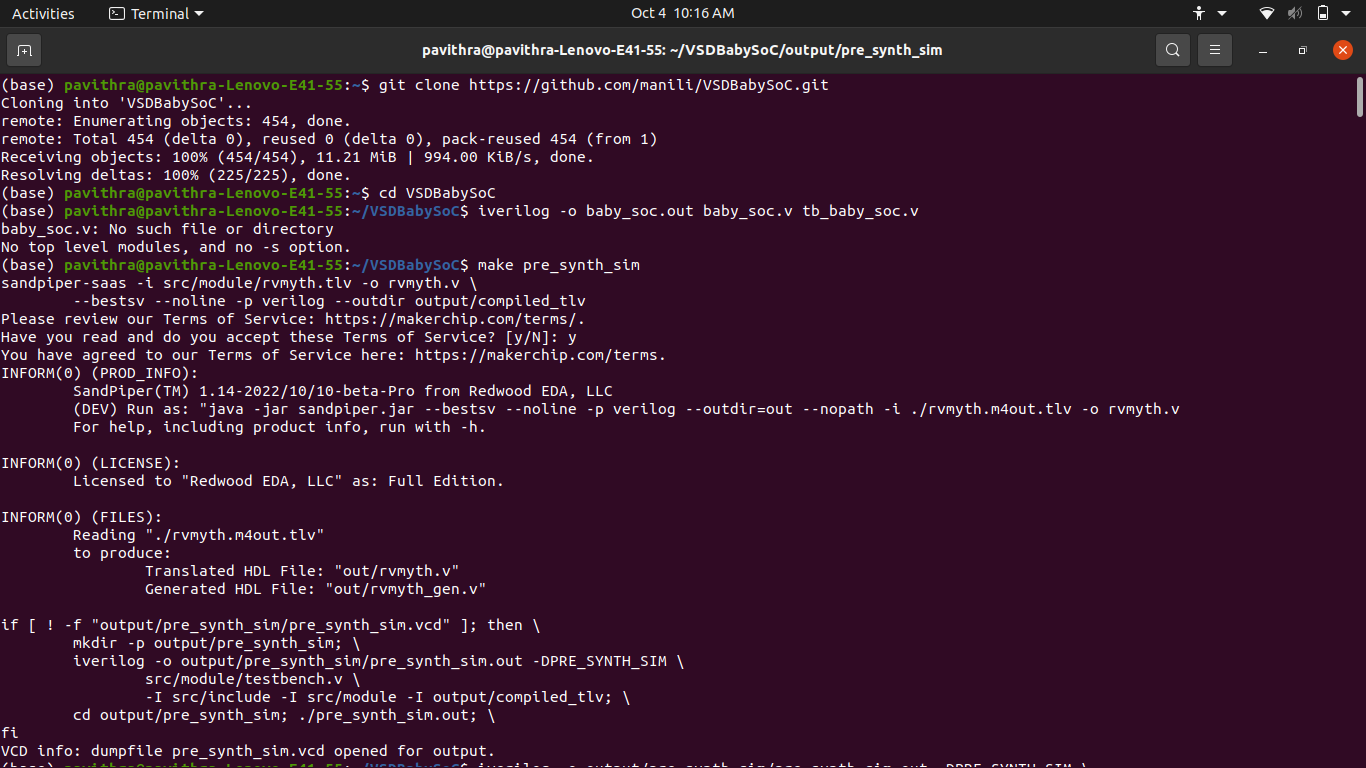 Activities
Terminal
Oct 4 10:16 AM
pavithra@pavithra-Lenovo-E41-55: ~/VSDBabySoC/output/pre_synth_sim
(base) pavithra@pavithra-Lenovo-E41-55:~$ git clone https://github.com/manili/VSDBabySoC.git
Cloning into 'VSDBabySoC'...
remote: Enumerating objects: 454, done.
remote: Total 454 (delta 0), reused 0 (delta 0), pack-reused 454 (from 1)
Receiving objects: 100% (454/454), 11.21 MiB | 994.00 KiB/s, done.
Resolving deltas: 100% (225/225), done.
(base) pavithra@pavithra-Lenovo-E41-55:~$ cd VSDBabySoC
(base) pavithra@pavithra-Lenovo-E41-55:~/VSDBabySoC$ iverilog -o baby_soc.out baby_soc.v tb_baby_soc.v
baby_soc.v: No such file or directory
No top level modules, and no -s option.
(base) pavithra@pavithra-Lenovo-E41-55:~/VSDBabySoC$ make pre_synth_sim
sandpiper-saas -i src/module/rvmyth.tlv -o rvmyth.v \
--bestsv --noline -p verilog --outdir output/compiled_tlv
Please review our Terms of Service: https://makerchip.com/terms/.
Have you read and do you accept these Terms of Service? [y/N]: y
You have agreed to our Terms of Service here: https://makerchip.com/terms.
INFORM(0) (PROD_INFO):
SandPiper(TM) 1.14-2022/10/10-beta-Pro from Redwood EDA, LLC
(DEV) Run as: "java -jar sandpiper.jar --bestsv --noline -p verilog --outdir=out --nopath -i ./rvmyth.m4out.tlv -o rvmyth.v
For help, including product info, run with -h.
INFORM(0) (LICENSE):
Licensed to "Redwood EDA, LLC" as: Full Edition.
INFORM(0) (FILES):
Reading "./rvmyth.m4out.tlv"
to produce:
Translated HDL File: "out/rvmyth.v"
Generated HDL File: "out/rvmyth_gen.v"
if [ ! -f "output/pre_synth_sim/pre_synth_sim.vcd" ]; then \
mkdir -p output/pre_synth_sim; \
iverilog -o output/pre_synth_sim/pre_synth_sim.out -DPRE_SYNTH_SIM \
src/module/testbench.v \
-I src/include -I src/module -I output/compiled_tlv; \
cd output/pre_synth_sim; ./pre_synth_sim.out; \
fi
VCD info: dumpfile pre_synth_sim.vcd opened for output.
(base) pavithra@pavithra-Lenovo-E41-55:~/VSDBabySoC$ iverilog -o output/pre_synth_sim/pre_synth_sim.out -DPRE_SYNTH_SIM \